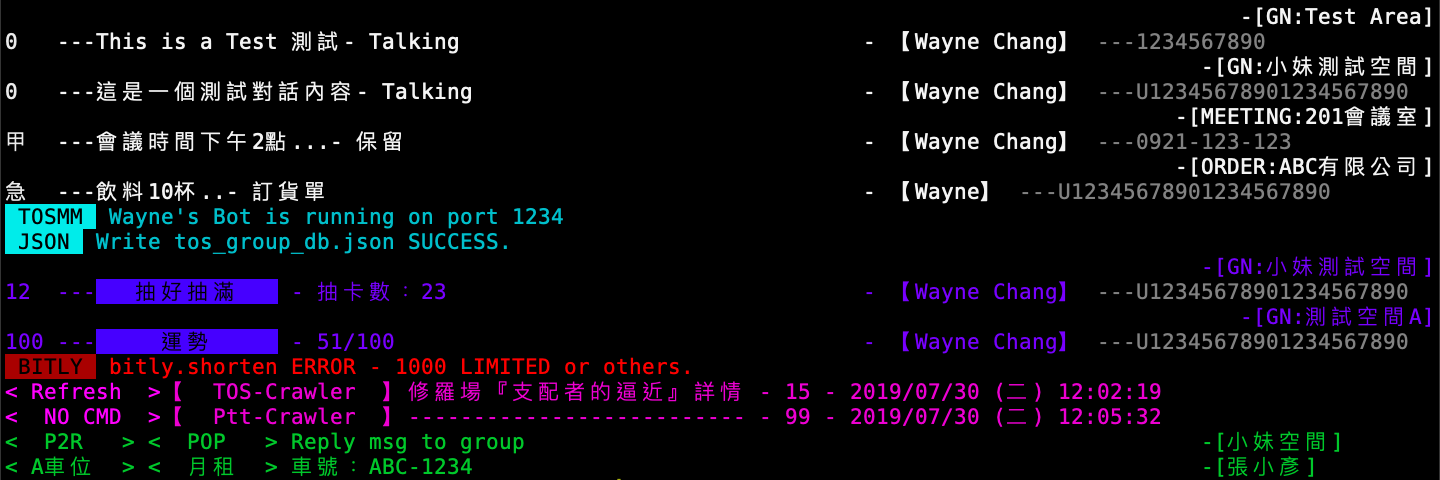 -[GN:Test Area]
0 ---This is a Test 測試- Talking - 【Wayne Chang】 ---1234567890
-[GN:小妹測試空間]
0 ---這是一個測試對話內容- Talking - 【Wayne Chang】 ---U12345678901234567890
-[MEETING:201會議室]
甲 ---會議時間下午2點...- 保留 - 【Wayne Chang】 ---0921-123-123
-[ORDER:ABC有限公司]
急 ---飲料10杯..- 訂貨單 - 【Wayne】 ---U12345678901234567890
TOSMM Wayne's Bot is running on port 1234
JSON Write tos_group_db.json SUCCESS.
-[GN:小妹測試空間]
12 --- 抽好抽滿 - 抽卡數：23 - 【Wayne Chang】 ---U12345678901234567890
-[GN:測試空間A]
100 --- 運勢 - 51/100 - 【Wayne Chang】 ---U12345678901234567890
BITLY bitly.shorten ERROR - 1000 LIMITED or others.
< Refresh >【 TOS-Crawler 】修羅場『支配者的逼近』詳情 - 15 - 2019/07/30 (二) 12:02:19
< NO CMD >【 Ptt-Crawler 】-------------------------- - 99 - 2019/07/30 (二) 12:05:32
< P2R > < POP > Reply msg to group -[小妹空間]
< A車位 > < 月租 > 車號：ABC-1234 -[張小彥]